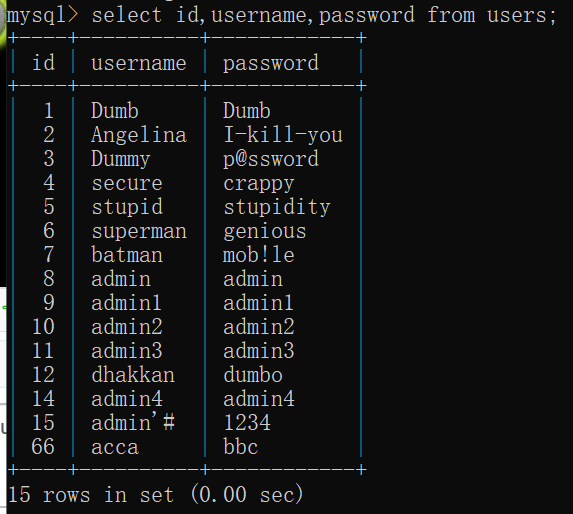 mysql> select id,username,password from users;
+----+----------+------------+
| id | username | password   |
+----+----------+------------+
|  1 | Dumb     | Dumb       |
|  2 | Angelina | I-kill-you |
|  3 | Dummy    | p@ssword   |
|  4 | secure   | crappy     |
|  5 | stupid   | stupidity  |
|  6 | superman | genious    |
|  7 | batman   | mob!le     |
|  8 | admin    | admin      |
|  9 | admin1   | admin1     |
| 10 | admin2   | admin2     |
| 11 | admin3   | admin3     |
| 12 | dhakkan  | dumbo      |
| 14 | admin4   | admin4     |
| 15 | admin'#  | 1234       |
| 66 | acca     | bbc        |
+----+----------+------------+
15 rows in set (0.00 sec)